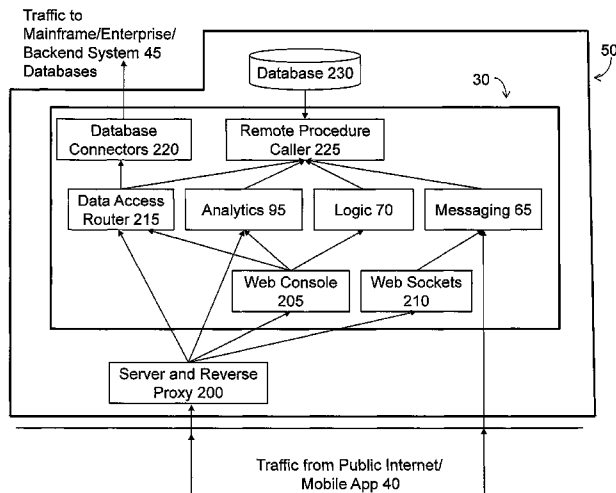 Traffic to
Mainframe/Enterprise/
Backend System 45
Databases
50
Database 230
30
Database
Connectors 220
Remote Procedure
Caller 225
Data Access
Router 215
Analytics 95
Logic 70
Messaging 65
Web Console
205
Web Sockets
210
Server and Reverse
Proxy 200
Traffic from Public Internet/
Mobile App 40